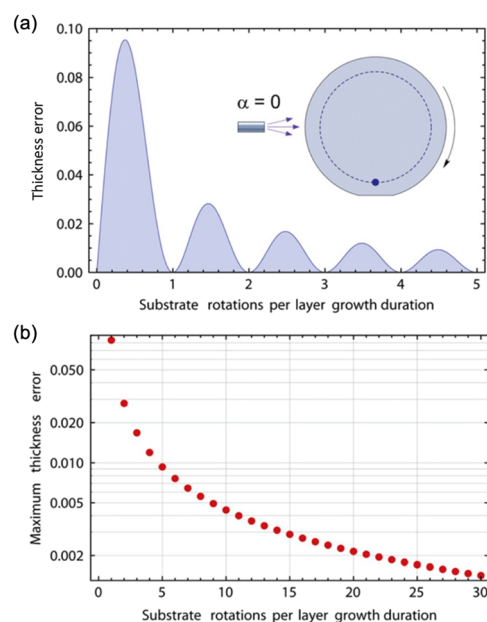 (a)
Thickness error
0.10
0.08
0.06
0.04
0.02
0.00
α = 0
0 1 2 3 4 5
Substrate rotations per layer growth duration
(b)
Maximum thickness error
0.050
0.020
0.010
0.005
0.002
0 5 10 15 20 25 30
Substrate rotations per layer growth duration